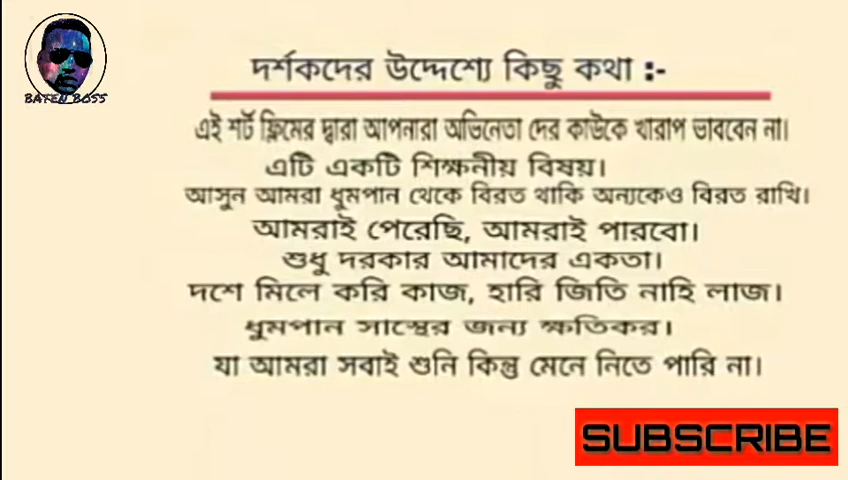 BATEN BOSS
দর্শকদের উদ্দেশ্যে কিছু কথা :-
এই শর্ট ফ্লিমের দ্বারা আপনারা অভিনেতা দের কাউকে খারাপ ভাববেন না।
এটি একটি শিক্ষনীয় বিষয়।
আসুন আমরা ধুমপান থেকে বিরত থাকি অন্যকেও বিরত রাখি।
আমরাই পেরেছি, আমরাই পারবো।
শুধু দরকার আমাদের একতা।
দশে মিলে করি কাজ, হারি জিতি নাহি লাজ।
ধুমপান সাস্থের জন্য ক্ষতিকর।
যা আমরা সবাই শুনি কিন্তু মেনে নিতে পারি না।
SUBSCRIBE